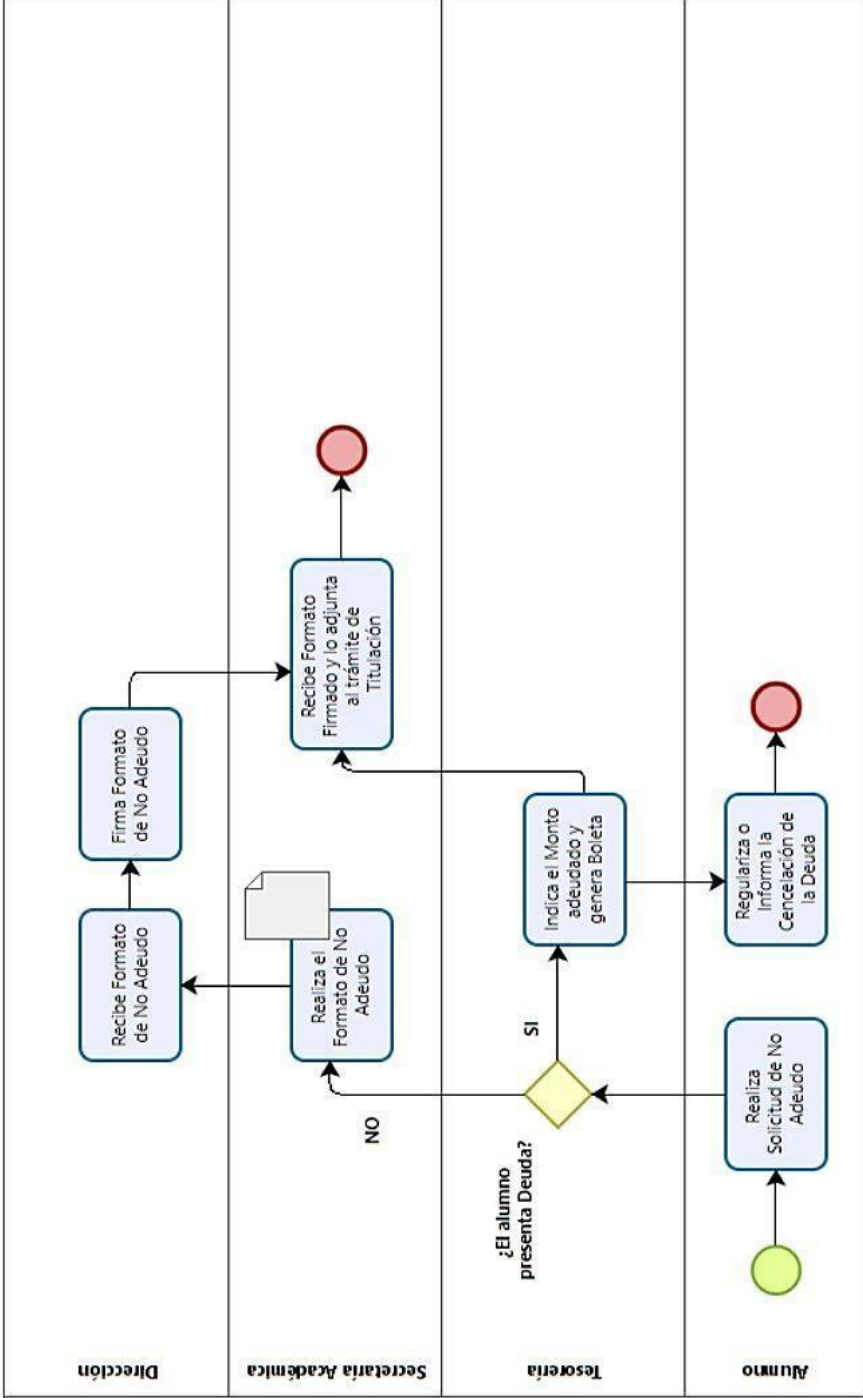 Dirección
Recibe Formato
de No Adeudo
Firma Formato
de No Adeudo
Secretaría Académica
NO
Realiza el
Formato de No
Adeudo
Recibe Formato
Firmado y lo adjunta
al trámite de
Titulación
Tesorería
¿El alumno
presenta Deuda?
SI
Indica el Monto
adeudado y
genera Boleta
Alumno
Realiza
Solicitud de No
Adeudo
Regulariza o
Informa la
Cencelación de
la Deuda